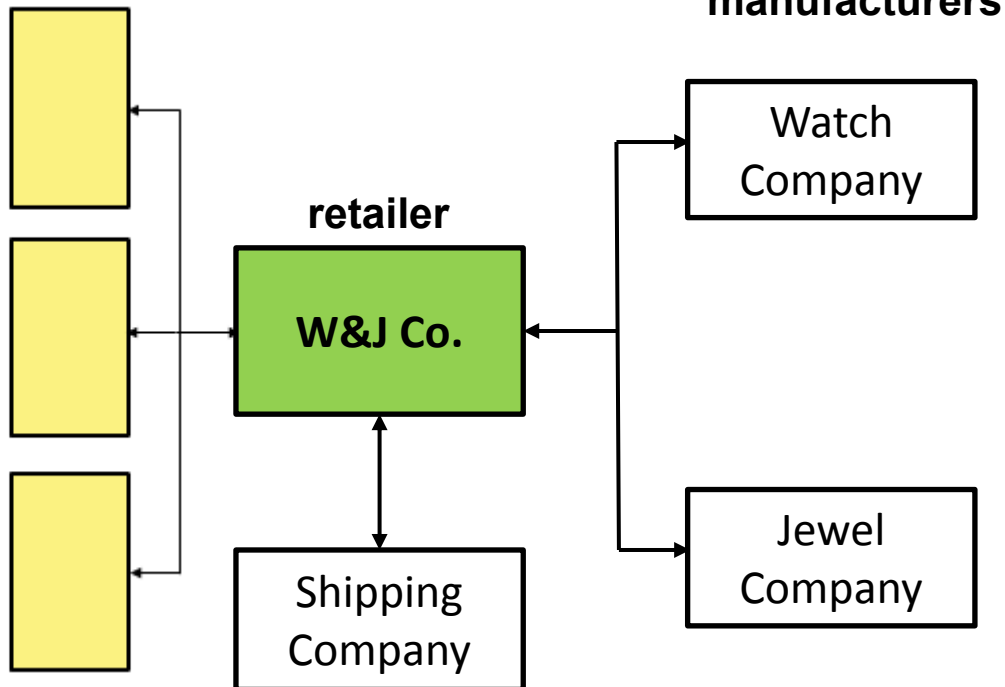 manufacturers
Watch
Company
retailer
W&J Co.
Jewel
Company
Shipping
Company